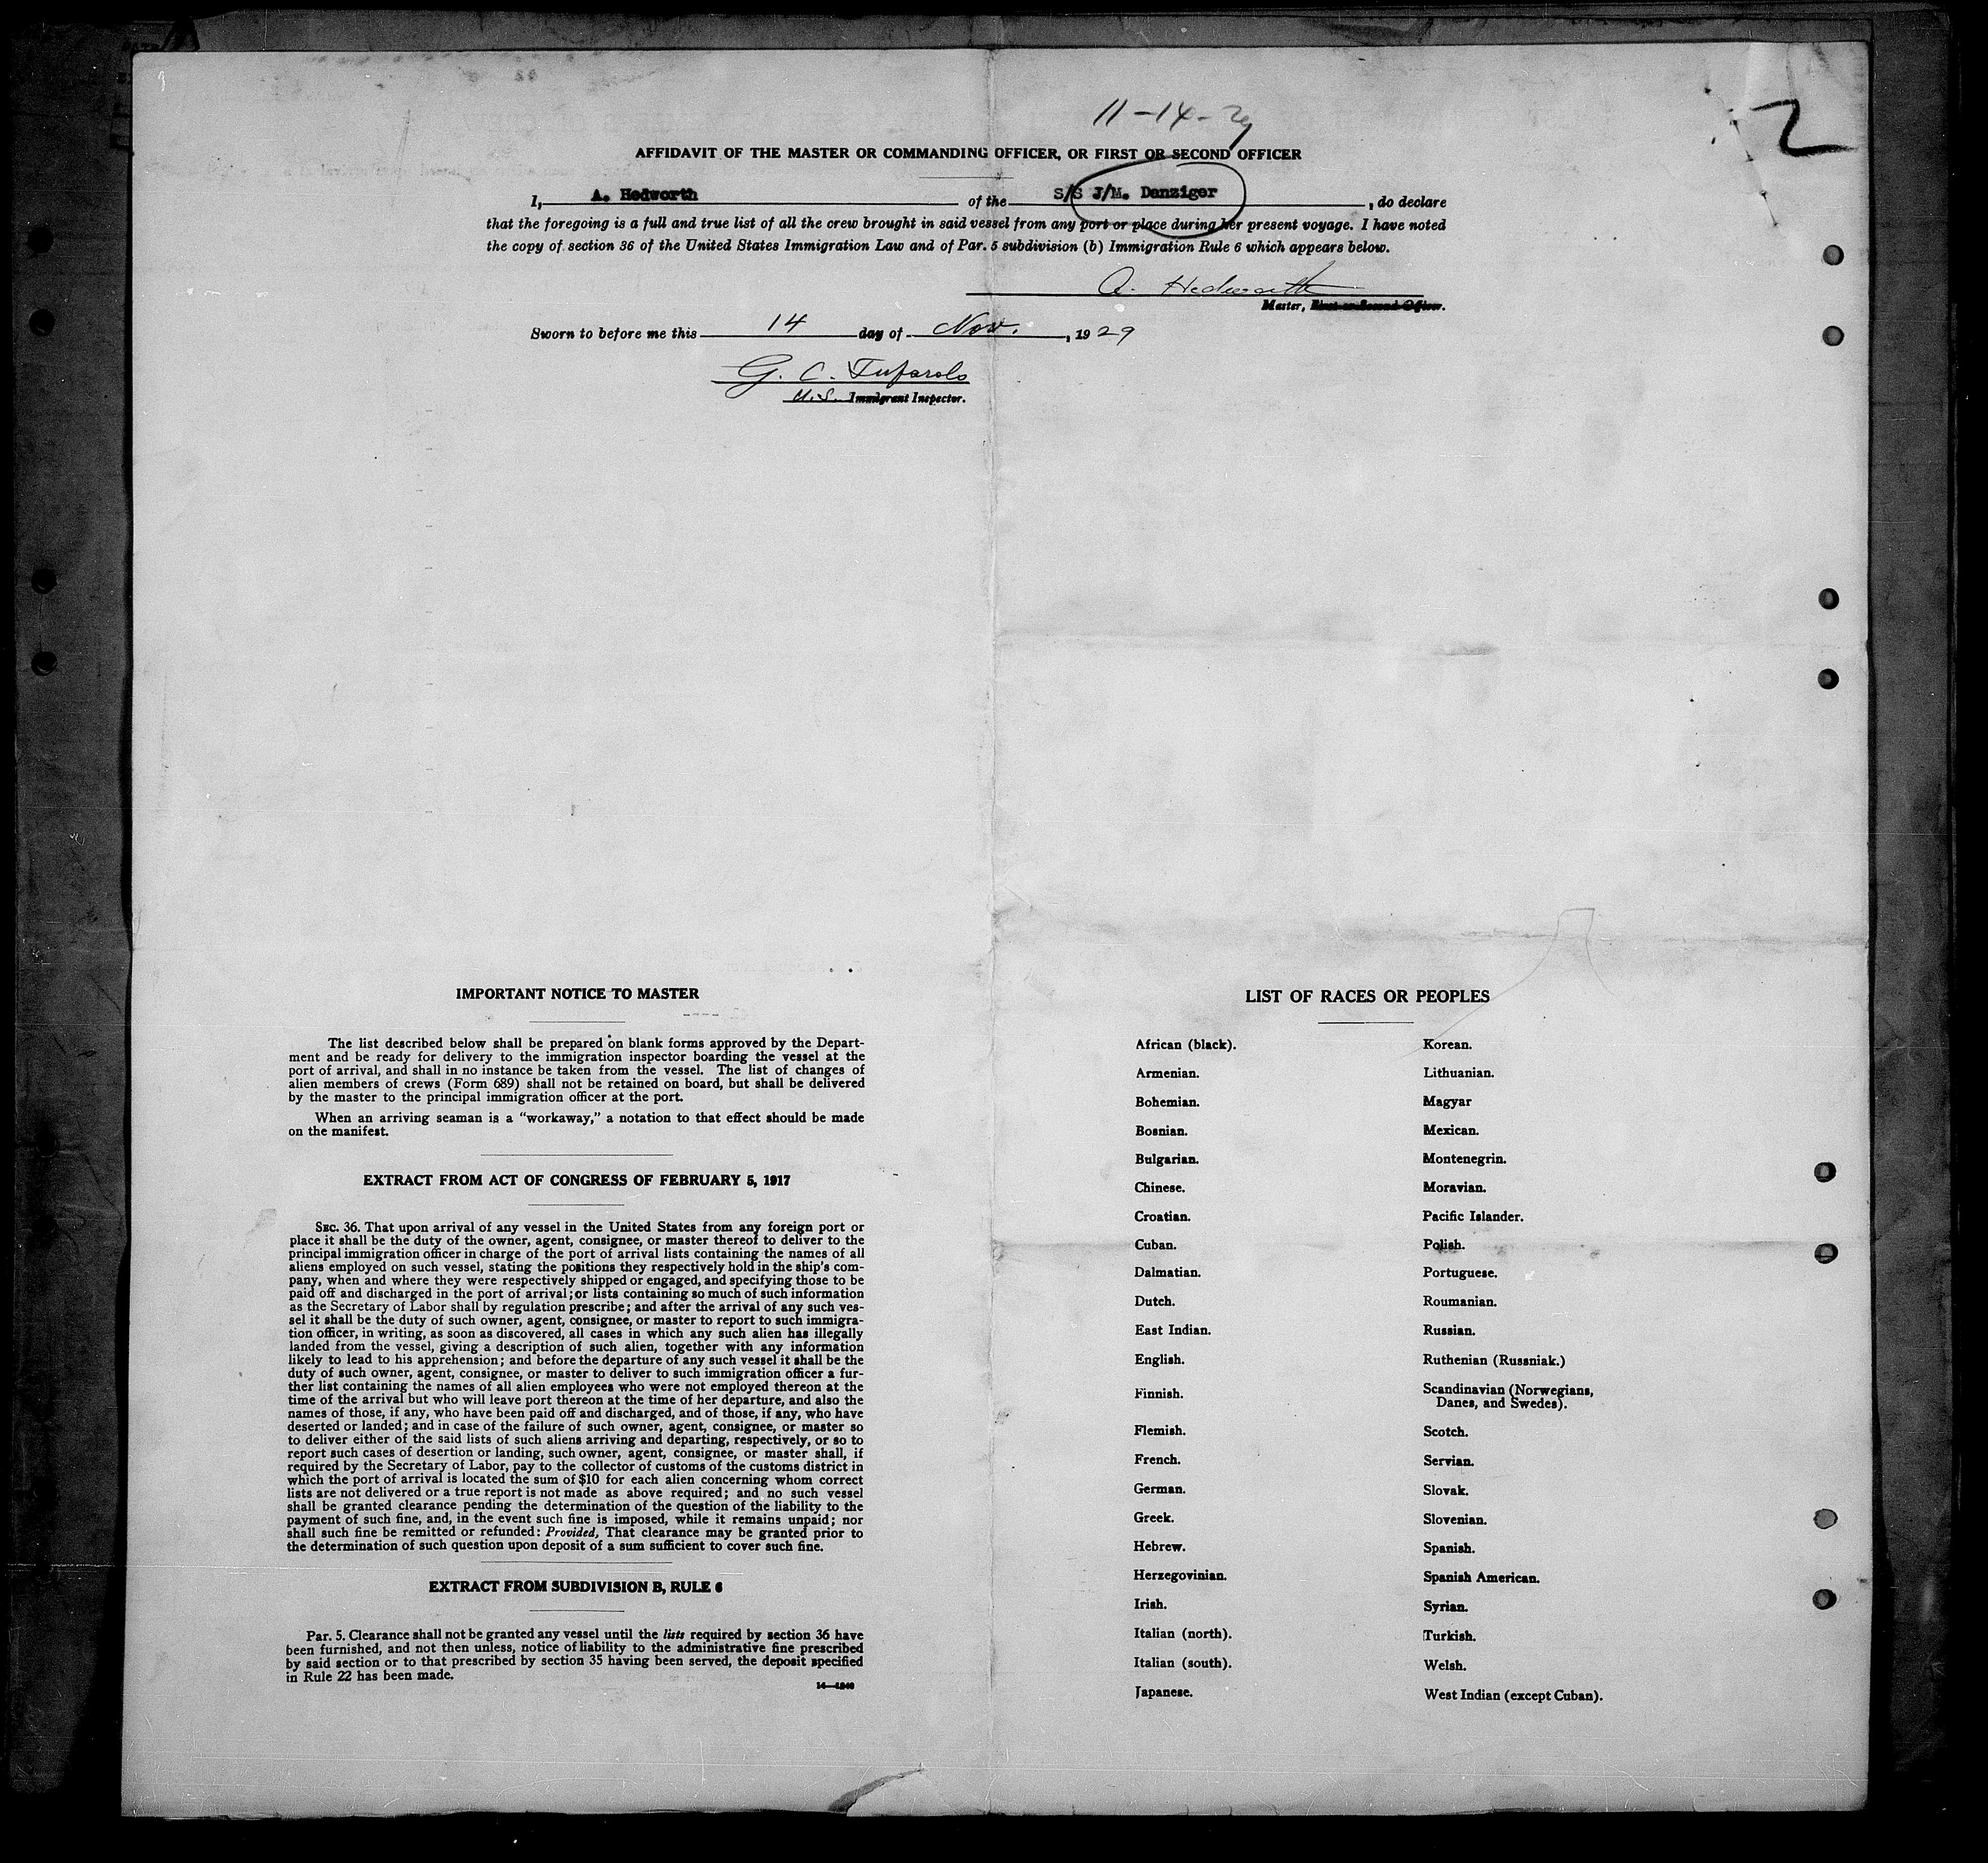 11-14-29
2
AFFIDAVIT OF THE MASTER OR COMMANDING OFFICER, OR FIRST OR SECOND OFFICER
I, A. Hedworth of the S/S J/M. Danziger, do declare
that the foregoing is a full and true list of all the crew brought in said vessel from any port or place during her present voyage. I have noted
the copy of section 36 of the United States Immigration Law and of Par. 5 subdivision (b) Immigration Rule 6 which appears below.
A. Hedworth
Master, First or Second Officer.
Sworn to before me this 14 day of Nov., 1929
G. C. Tufarolo
U.S. Immigrant Inspector.
IMPORTANT NOTICE TO MASTER
The list described below shall be prepared on blank forms approved by the Depart-
ment and be ready for delivery to the immigration inspector boarding the vessel at the
port of arrival, and shall in no instance be taken from the vessel. The list of changes of
alien members of crews (Form 689) shall not be retained on board, but shall be delivered
by the master to the principal immigration officer at the port.
When an arriving seaman is a "workaway," a notation to that effect should be made
on the manifest.
EXTRACT FROM ACT OF CONGRESS OF FEBRUARY 5, 1917
SEC. 36. That upon arrival of any vessel in the United States from any foreign port or
place it shall be the duty of the owner, agent, consignee, or master thereof to deliver to the
principal immigration officer in charge of the port of arrival lists containing the names of all
aliens employed on such vessel, stating the positions they respectively hold in the ship's com-
pany, when and where they were respectively shipped or engaged, and specifying those to be
paid off and discharged in the port of arrival; or lists containing so much of such information
as the Secretary of Labor shall by regulation prescribe; and after the arrival of any such ves-
sel it shall be the duty of such owner, agent, consignee, or master to report to such immigra-
tion officer, in writing, as soon as discovered, all cases in which any such alien has illegally
landed from the vessel, giving a description of such alien, together with any information
likely to lead to his apprehension; and before the departure of any such vessel it shall be the
duty of such owner, agent, consignee, or master to deliver to such immigration officer a fur-
ther list containing the names of all alien employees who were not employed thereon at the
time of the arrival but who will leave port thereon at the time of her departure, and also the
names of those, if any, who have been paid off and discharged, and of those, if any, who have
deserted or landed; and in case of the failure of such owner, agent, consignee, or master so
to deliver either of the said lists of such aliens arriving and departing, respectively, or so to
report such cases of desertion or landing, such owner, agent, consignee, or master shall, if
required by the Secretary of Labor, pay to the collector of customs of the customs district in
which the port of arrival is located the sum of $10 for each alien concerning whom correct
lists are not delivered or a true report is not made as above required; and no such vessel
shall be granted clearance pending the determination of the question of the liability to the
payment of such fine, and, in the event such fine is imposed, while it remains unpaid; nor
shall such fine be remitted or refunded: Provided, That clearance may be granted prior to
the determination of such question upon deposit of a sum sufficient to cover such fine.
EXTRACT FROM SUBDIVISION B, RULE 6
Par. 5. Clearance shall not be granted any vessel until the lists required by section 36 have
been furnished, and not then unless, notice of liability to the administrative fine prescribed
by said section or to that prescribed by section 35 having been served, the deposit specified
in Rule 22 has been made.
14—1240
LIST OF RACES OR PEOPLES
African (black).
Armenian.
Bohemian.
Bosnian.
Bulgarian.
Chinese.
Croatian.
Cuban.
Dalmatian.
Dutch.
East Indian.
English.
Finnish.
Flemish.
French.
German.
Greek.
Hebrew.
Herzegovinian.
Irish.
Italian (north).
Italian (south).
Japanese.
Korean.
Lithuanian.
Magyar
Mexican.
Montenegrin.
Moravian.
Pacific Islander.
Polish.
Portuguese.
Roumanian.
Russian.
Ruthenian (Russniak.)
Scandinavian (Norwegians,
Danes, and Swedes).
Scotch.
Servian.
Slovak.
Slovenian.
Spanish.
Spanish American.
Syrian.
Turkish.
Welsh.
West Indian (except Cuban).